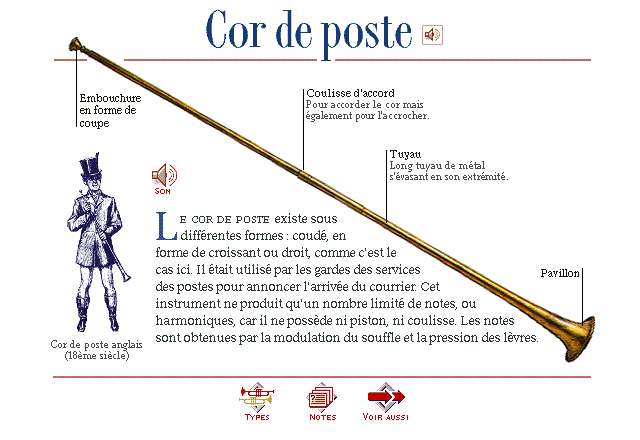 Cor de poste
Embouchure
en forme de
coupe
Coulisse d'accord
Pour accorder le cor mais
également pour l'accrocher.
Tuyau
Long tuyau de métal
s'évasant en son extrémité.
Pavillon
Son
Le cor de poste existe sous
différentes formes : coudé, en
forme de croissant ou droit, comme c'est le
cas ici. Il était utilisé par les gardes des services
des postes pour annoncer l'arrivée du courrier. Cet
instrument ne produit qu'un nombre limité de notes, ou
harmoniques, car il ne possède ni piston, ni coulisse. Les notes
sont obtenues par la modulation du souffle et la pression des lèvres.
Cor de poste anglais
(18ème siècle)
Types
Notes
Voir aussi